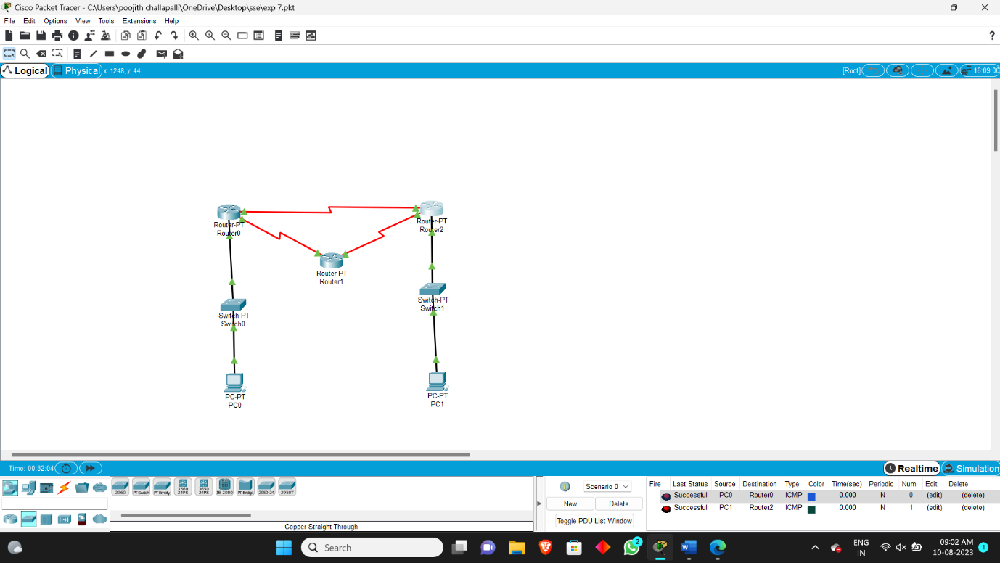 Cisco Packet Tracer - C:\Users\poojith challapalli\OneDrive\Desktop\sse\exp 7.pkt
File Edit Options View Tools Extensions Help
?
Logical Physical x: 1248, y: 44 [Root] 16:09:00
Router-PT
Router0
Router-PT
Router2
Router-PT
Router1
Switch-PT
Switch0
Switch-PT
Switch1
PC-PT
PC0
PC-PT
PC1
Time: 00:32:04 Realtime Simulation
2960 PT-Switch PT-Empty 3560 24PS 3650 24PS IE 2000 PT-Bridge 2950-24 2950T
Copper Straight-Through
Scenario 0
New Delete
Toggle PDU List Window
Fire Last Status Source Destination Type Color Time(sec) Periodic Num Edit Delete
Successful PC0 Router0 ICMP 0.000 N 0 (edit) (delete)
Successful PC1 Router2 ICMP 0.000 N 1 (edit) (delete)
Search
2
ENG
IN
09:02 AM
10-08-2023
1